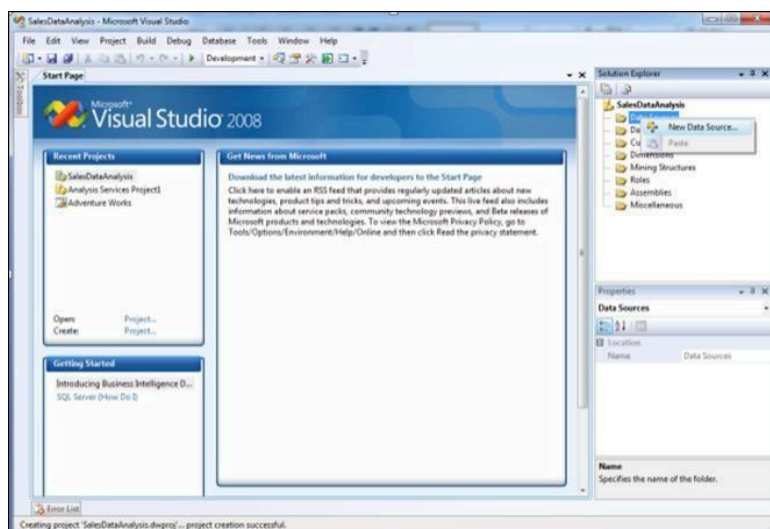 SalesDataAnalysis - Microsoft Visual Studio
File Edit View Project Build Debug Database Tools Window Help
Development
Toolbox
Start Page
Microsoft
Visual Studio 2008
Recent Projects
SalesDataAnalysis
Analysis Services Project1
Adventure Works
Open: Project...
Create: Project...
Getting Started
Introducing Business Intelligence D...
SQL Server (How Do I)
Get News from Microsoft
Download the latest information for developers to the Start Page
Click here to enable an RSS feed that provides regularly updated articles about new
technologies, product tips and tricks, and upcoming events. This live feed also includes
information about service packs, community technology previews, and Beta releases of
Microsoft products and technologies. To view the Microsoft Privacy Policy, go to
Tools/Options/Environment/Help/Online and then click Read the privacy statement.
Solution Explorer
SalesDataAnalysis
Data Sources
Da
Cu
Dimensions
Mining Structures
Roles
Assemblies
Miscellaneous
New Data Source...
Paste
Properties
Data Sources
Location
Name Data Sources
Name
Specifies the name of the folder.
Error List
Creating project 'SalesDataAnalysis.dwproj'... project creation successful.